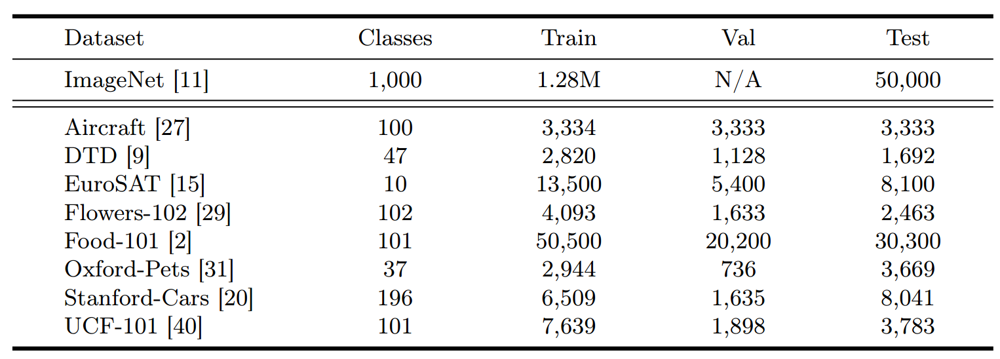 Dataset Classes Train Val Test
ImageNet [11] 1,000 1.28M N/A 50,000
Aircraft [27] 100 3,334 3,333 3,333
DTD [9] 47 2,820 1,128 1,692
EuroSAT [15] 10 13,500 5,400 8,100
Flowers-102 [29] 102 4,093 1,633 2,463
Food-101 [2] 101 50,500 20,200 30,300
Oxford-Pets [31] 37 2,944 736 3,669
Stanford-Cars [20] 196 6,509 1,635 8,041
UCF-101 [40] 101 7,639 1,898 3,783